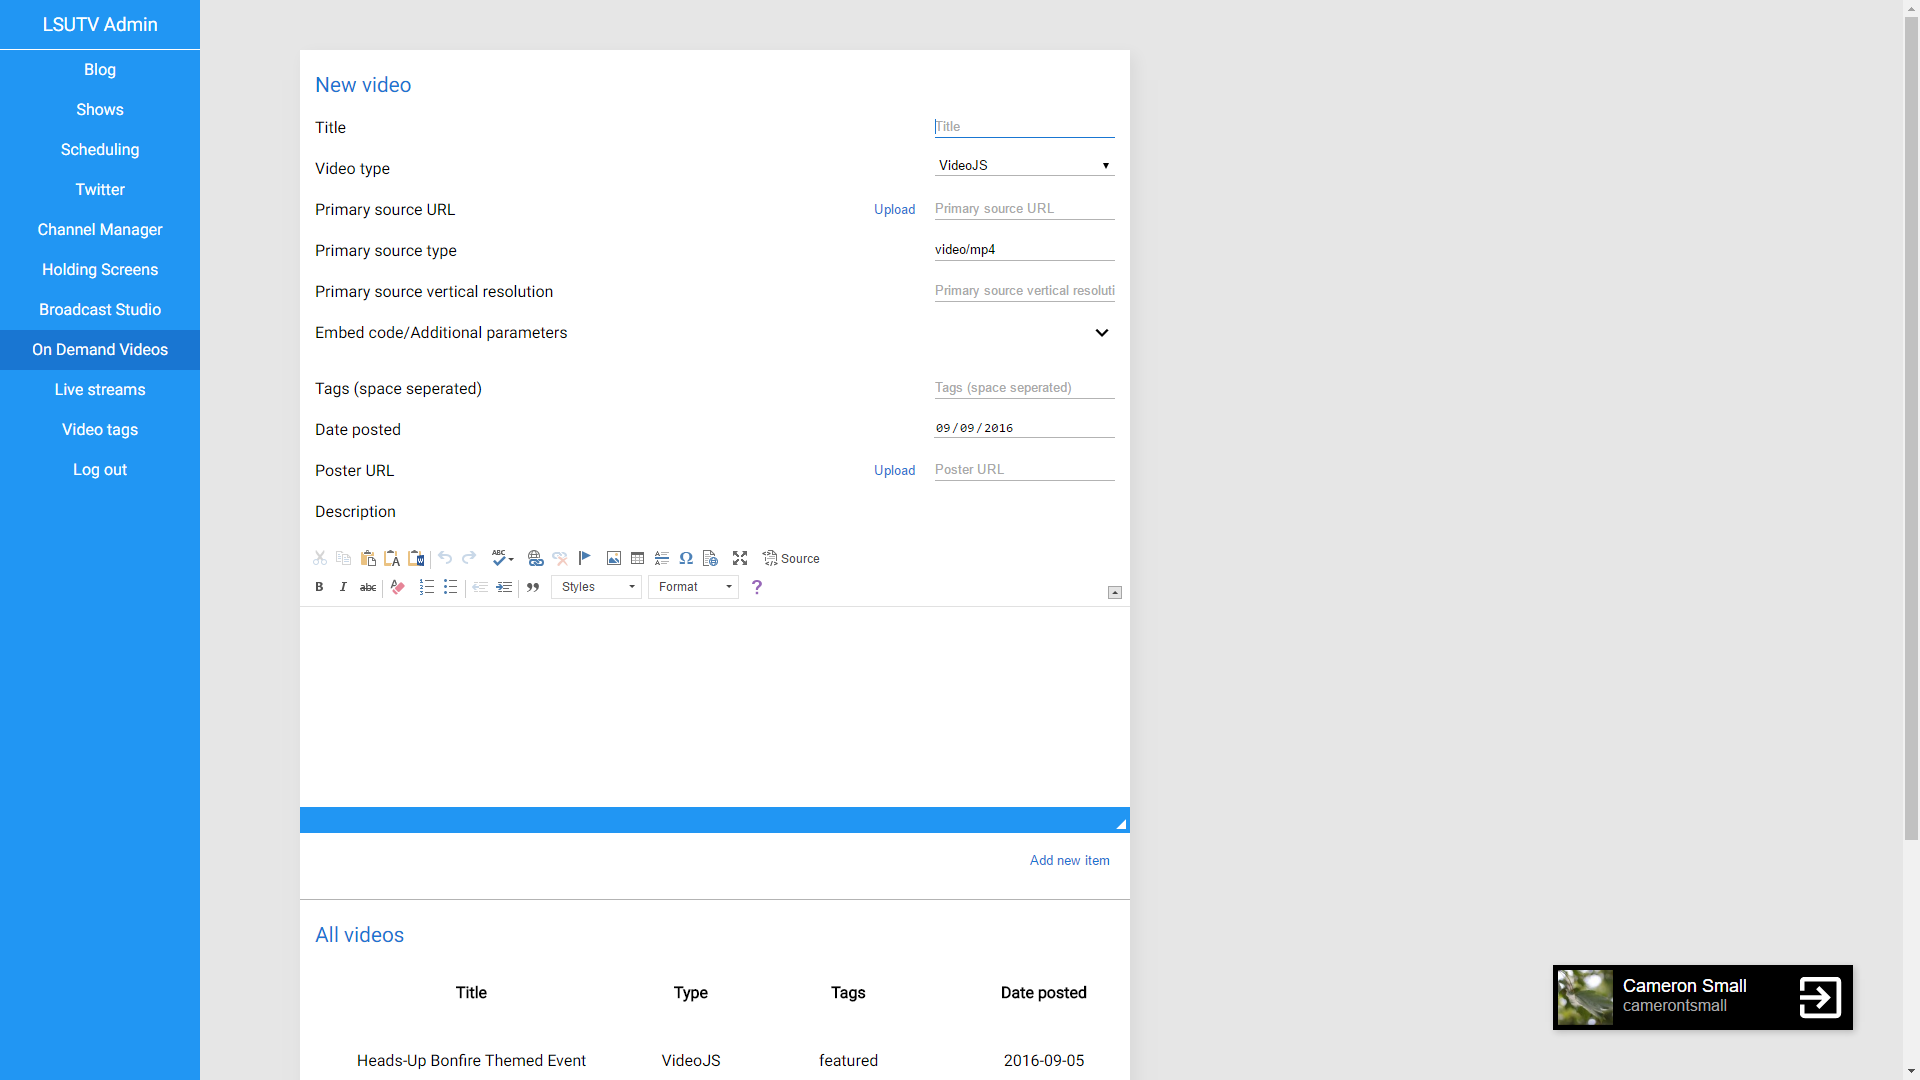 LSUTV Admin
Blog
Shows
Scheduling
Twitter
Channel Manager
Holding Screens
Broadcast Studio
On Demand Videos
Live streams
Video tags
Log out
New video
Title
Title
Video type
VideoJS
Primary source URL
Upload
Primary source URL
Primary source type
video/mp4
Primary source vertical resolution
Primary source vertical resoluti
Embed code/Additional parameters
Tags (space seperated)
Tags (space seperated)
Date posted
09/09/2016
Poster URL
Upload
Poster URL
Description
Source
B I abc Styles Format ?
Add new item
All videos
Title Type Tags Date posted
Heads-Up Bonfire Themed Event VideoJS featured 2016-09-05
Cameron Small
camerontsmall